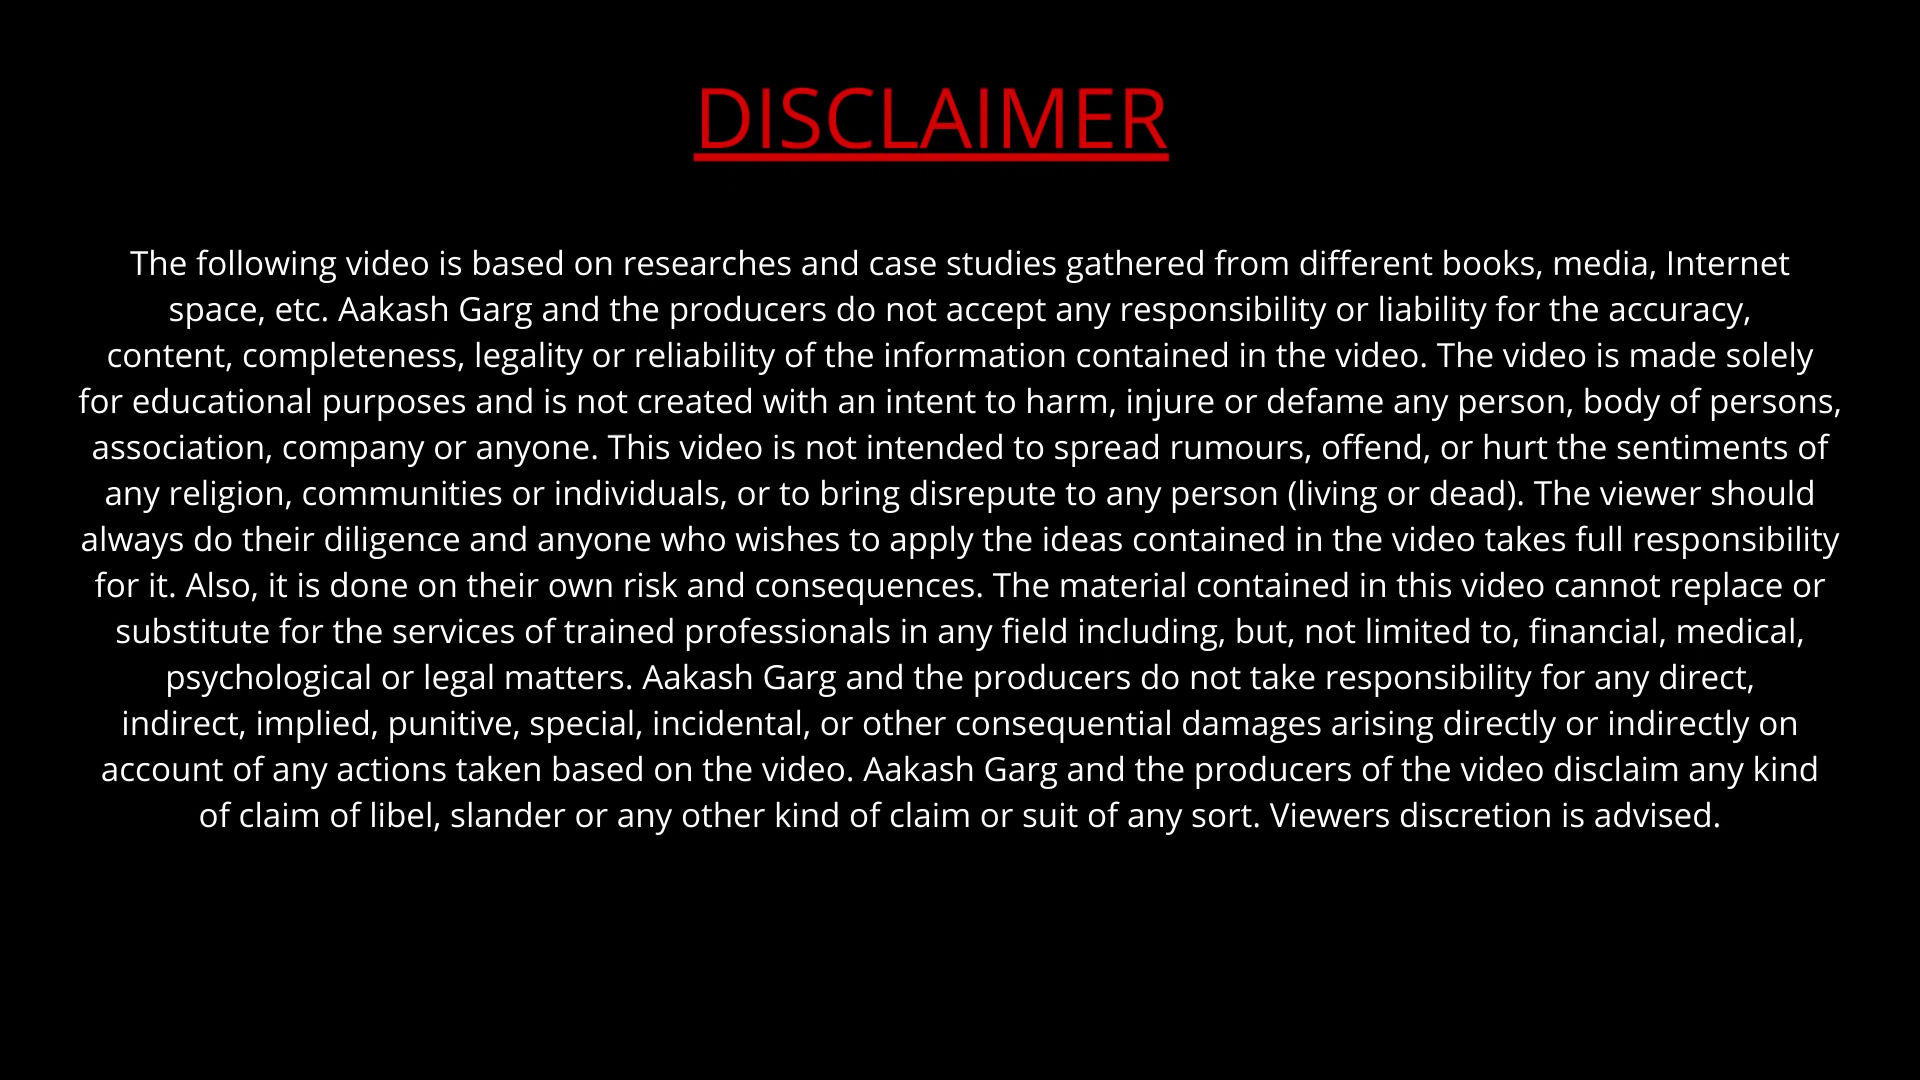 DISCLAIMER
The following video is based on researches and case studies gathered from different books, media, Internet
space, etc. Aakash Garg and the producers do not accept any responsibility or liability for the accuracy,
content, completeness, legality or reliability of the information contained in the video. The video is made solely
for educational purposes and is not created with an intent to harm, injure or defame any person, body of persons,
association, company or anyone. This video is not intended to spread rumours, offend, or hurt the sentiments of
any religion, communities or individuals, or to bring disrepute to any person (living or dead). The viewer should
always do their diligence and anyone who wishes to apply the ideas contained in the video takes full responsibility
for it. Also, it is done on their own risk and consequences. The material contained in this video cannot replace or
substitute for the services of trained professionals in any field including, but, not limited to, financial, medical,
psychological or legal matters. Aakash Garg and the producers do not take responsibility for any direct,
indirect, implied, punitive, special, incidental, or other consequential damages arising directly or indirectly on
account of any actions taken based on the video. Aakash Garg and the producers of the video disclaim any kind
of claim of libel, slander or any other kind of claim or suit of any sort. Viewers discretion is advised.